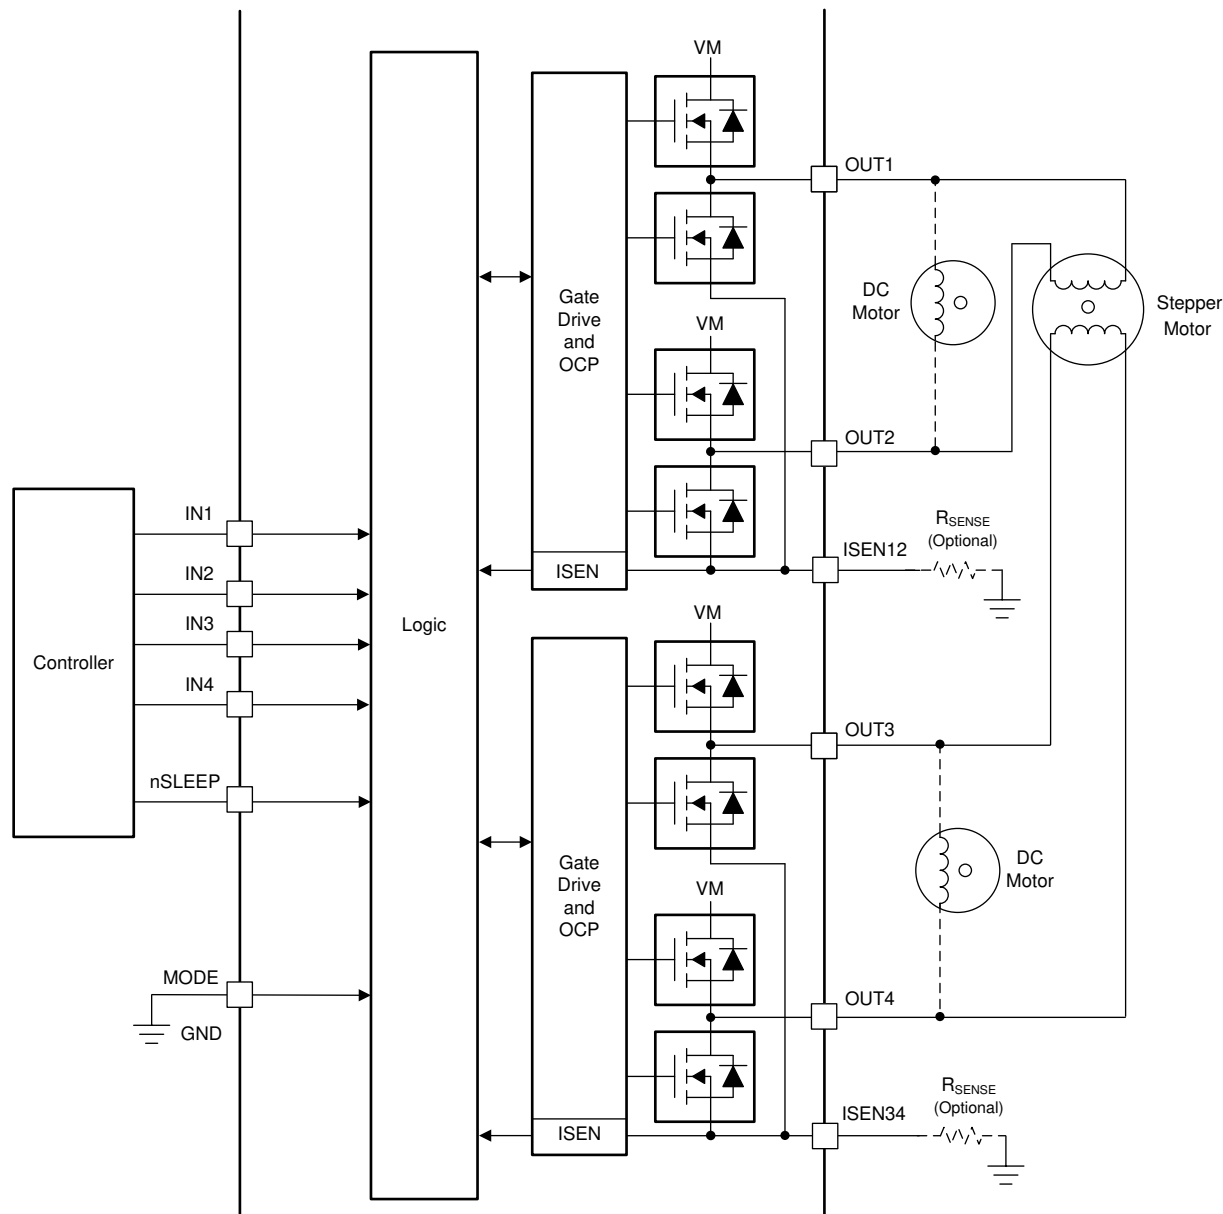 VM
OUT1
Gate
Drive
and
OCP
DC
Motor
Stepper
Motor
VM
OUT2
IN1
RSENSE
(Optional)
ISEN12
ISEN
IN2
VM
IN3
Logic
Controller
IN4
OUT3
nSLEEP
Gate
Drive
and
OCP
DC
Motor
VM
MODE
OUT4
GND
RSENSE
(Optional)
ISEN34
ISEN